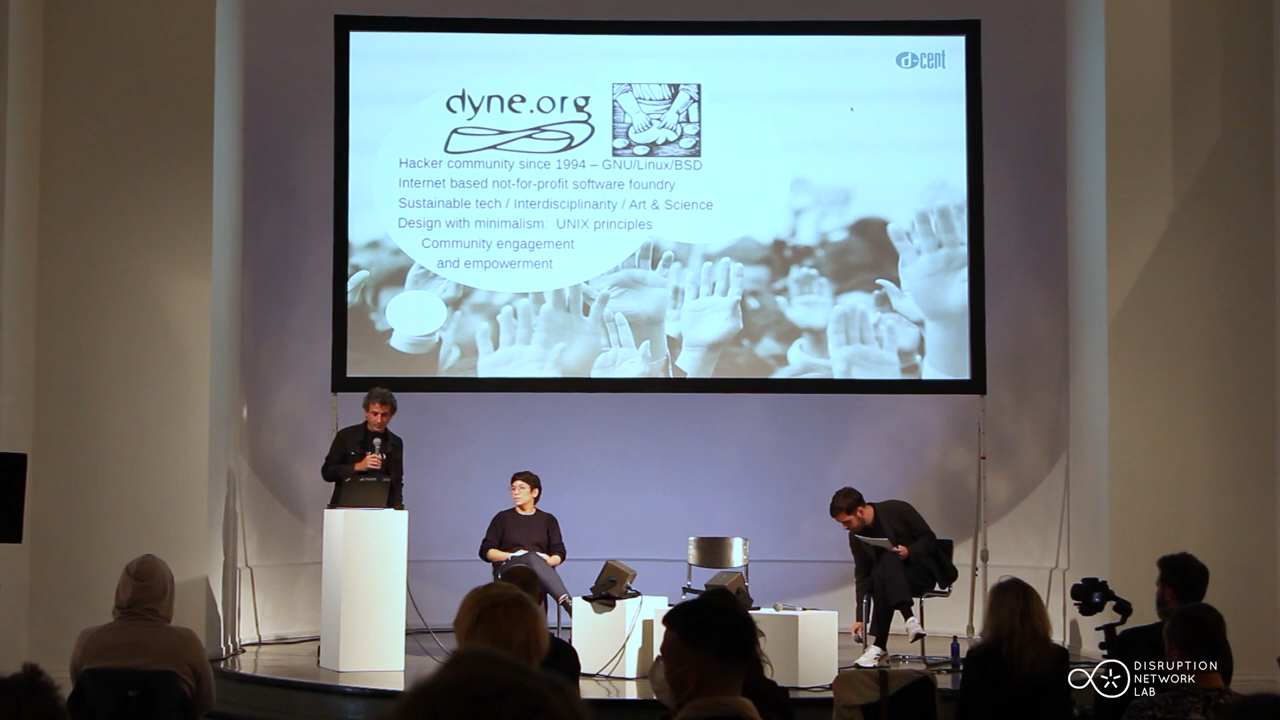 d-cent
dyne.org
Hacker community since 1994 – GNU/Linux/BSD
Internet based not-for-profit software foundry
Sustainable tech / Interdisciplinarity / Art & Science
Design with minimalism: UNIX principles
Community engagement
and empowerment
DISRUPTION
NETWORK
LAB